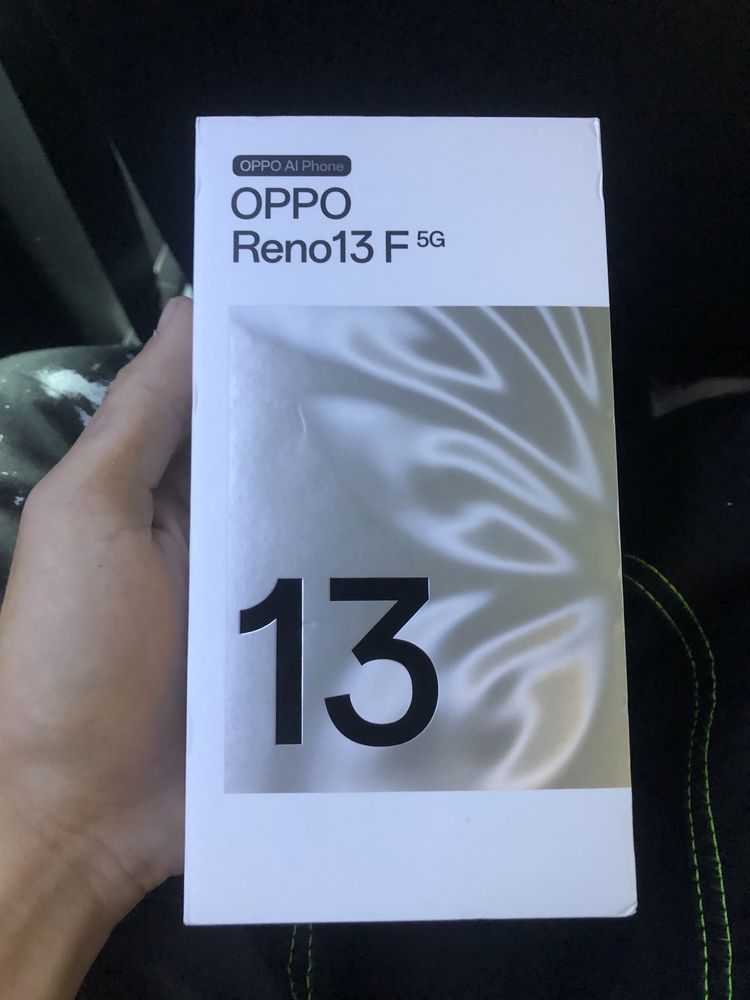 OPPO AI Phone
OPPO
Reno13 F 5G
13